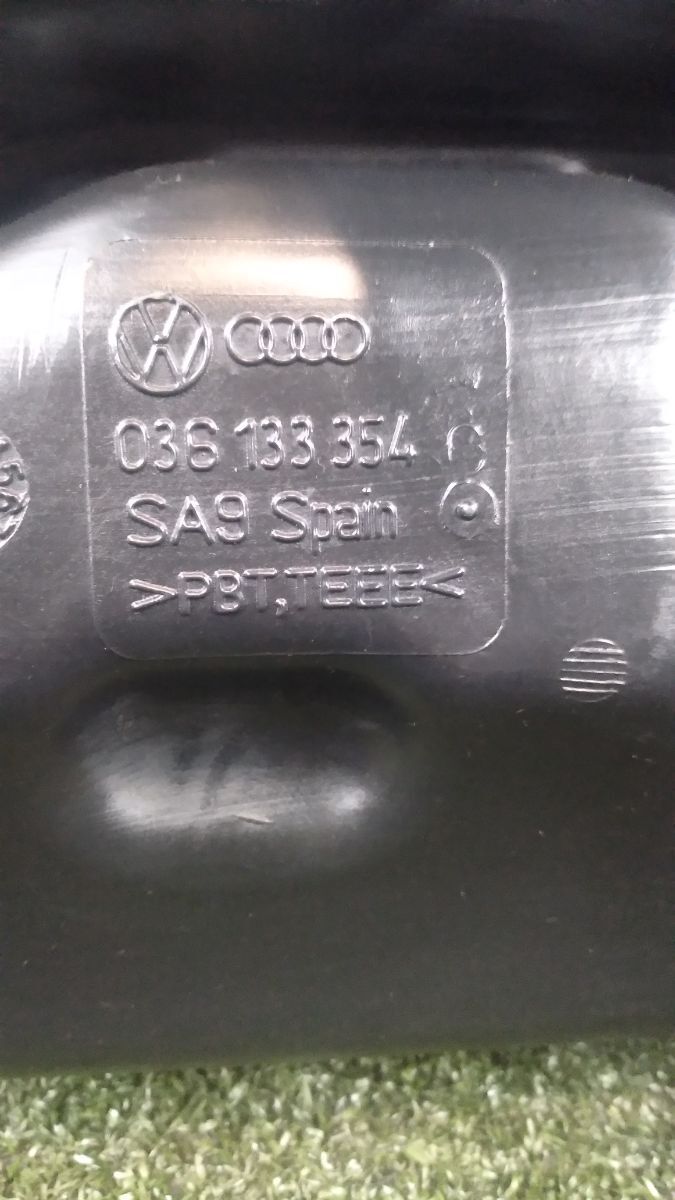 036 133 354
SA9 Spain
>PBT,TEEE<